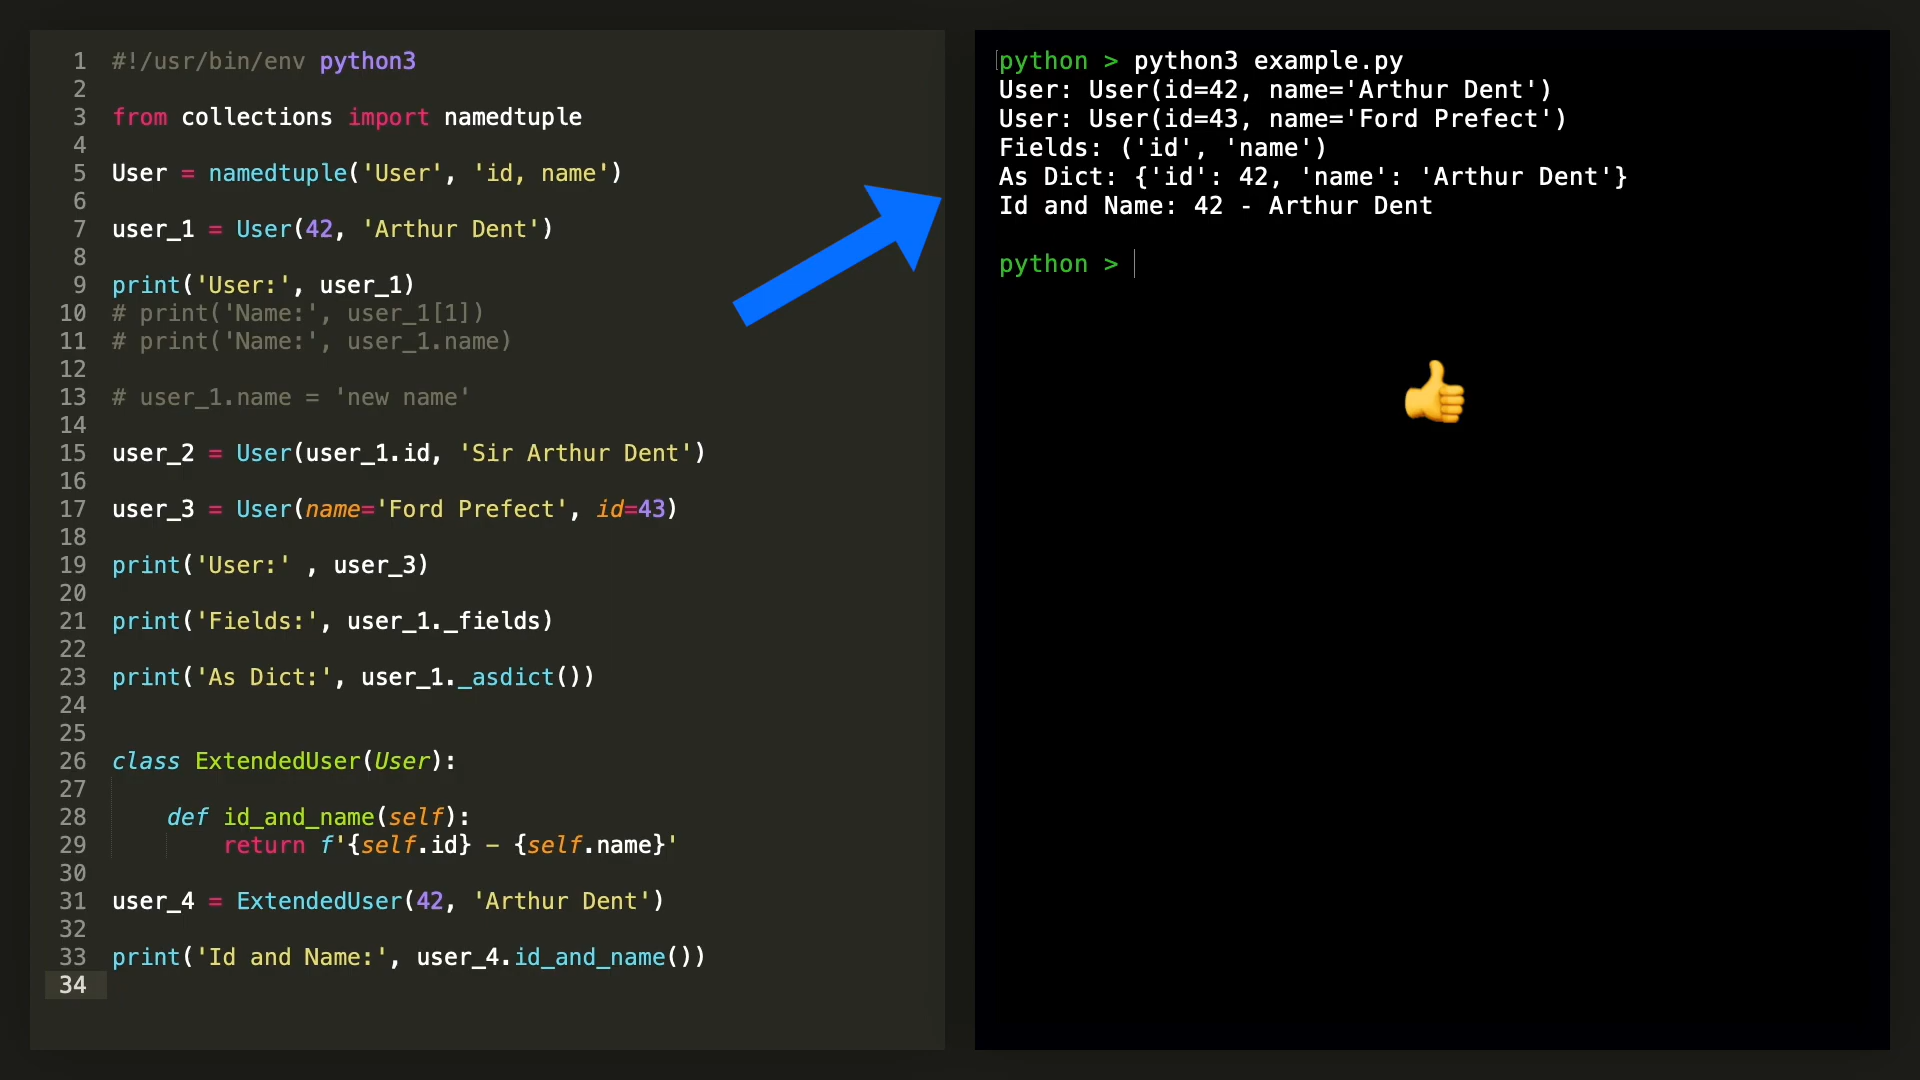 1 #!/usr/bin/env python3
2
3 from collections import namedtuple
4
5 User = namedtuple('User', 'id, name')
6
7 user_1 = User(42, 'Arthur Dent')
8
9 print('User:', user_1)
10 # print('Name:', user_1[1])
11 # print('Name:', user_1.name)
12
13 # user_1.name = 'new name'
14
15 user_2 = User(user_1.id, 'Sir Arthur Dent')
16
17 user_3 = User(name='Ford Prefect', id=43)
18
19 print('User:' , user_3)
20
21 print('Fields:', user_1._fields)
22
23 print('As Dict:', user_1._asdict())
24
25
26 class ExtendedUser(User):
27
28     def id_and_name(self):
29         return f'{self.id} - {self.name}'
30
31 user_4 = ExtendedUser(42, 'Arthur Dent')
32
33 print('Id and Name:', user_4.id_and_name())
34
python > python3 example.py
User: User(id=42, name='Arthur Dent')
User: User(id=43, name='Ford Prefect')
Fields: ('id', 'name')
As Dict: {'id': 42, 'name': 'Arthur Dent'}
Id and Name: 42 - Arthur Dent
python >